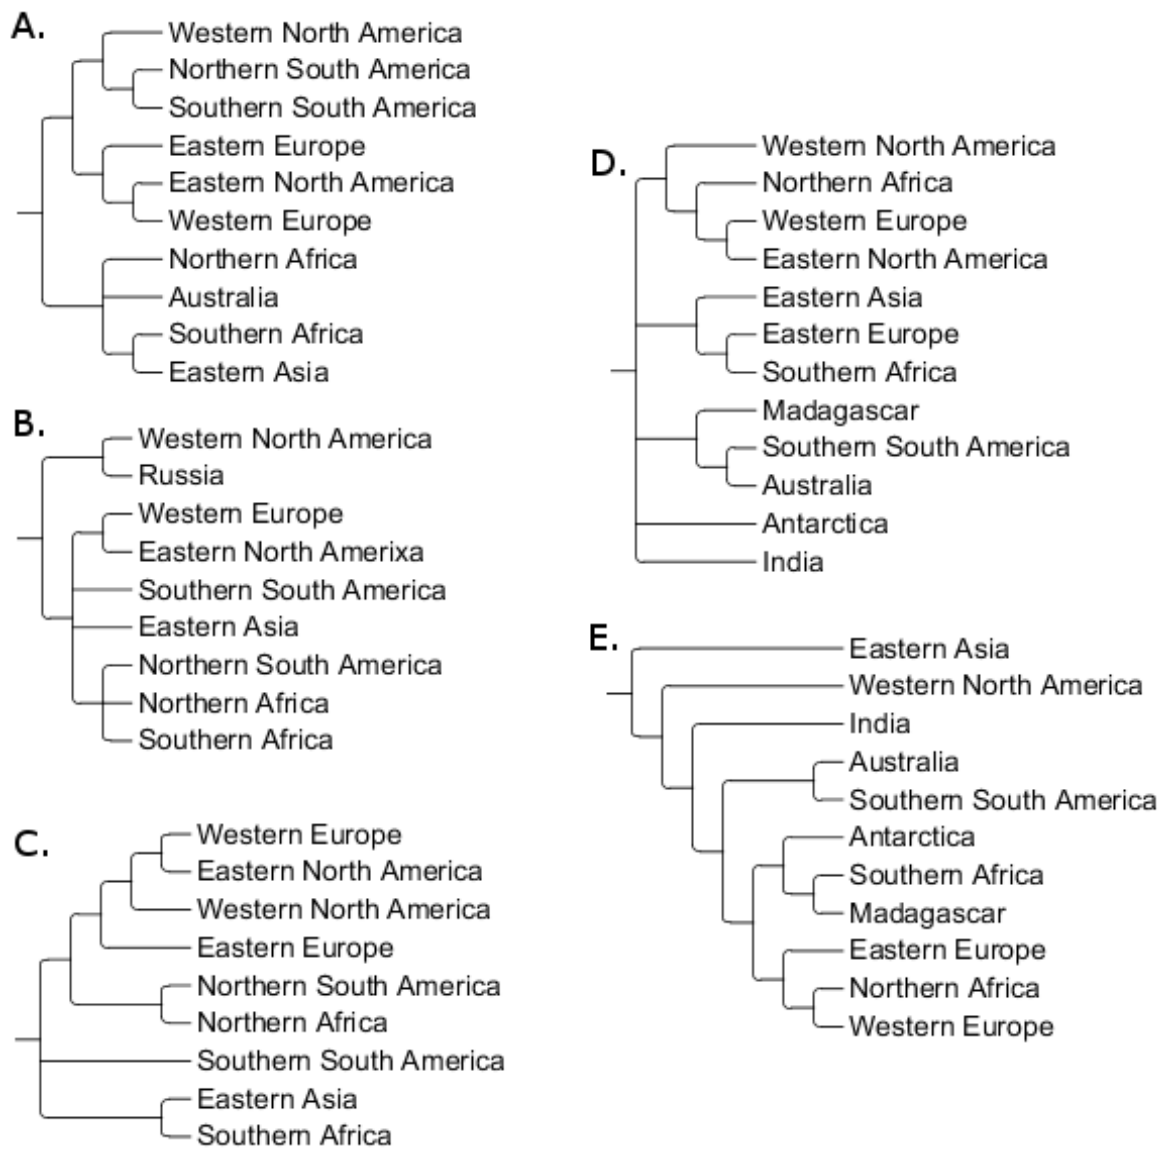 A.
Western North America
Northern South America
Southern South America
Eastern Europe
Eastern North America
Western Europe
Northern Africa
Australia
Southern Africa
Eastern Asia
B.
Western North America
Russia
Western Europe
Eastern North Amerixa
Southern South America
Eastern Asia
Northern South America
Northern Africa
Southern Africa
C.
Western Europe
Eastern North America
Western North America
Eastern Europe
Northern South America
Northern Africa
Southern South America
Eastern Asia
Southern Africa
D.
Western North America
Northern Africa
Western Europe
Eastern North America
Eastern Asia
Eastern Europe
Southern Africa
Madagascar
Southern South America
Australia
Antarctica
India
E.
Eastern Asia
Western North America
India
Australia
Southern South America
Antarctica
Southern Africa
Madagascar
Eastern Europe
Northern Africa
Western Europe